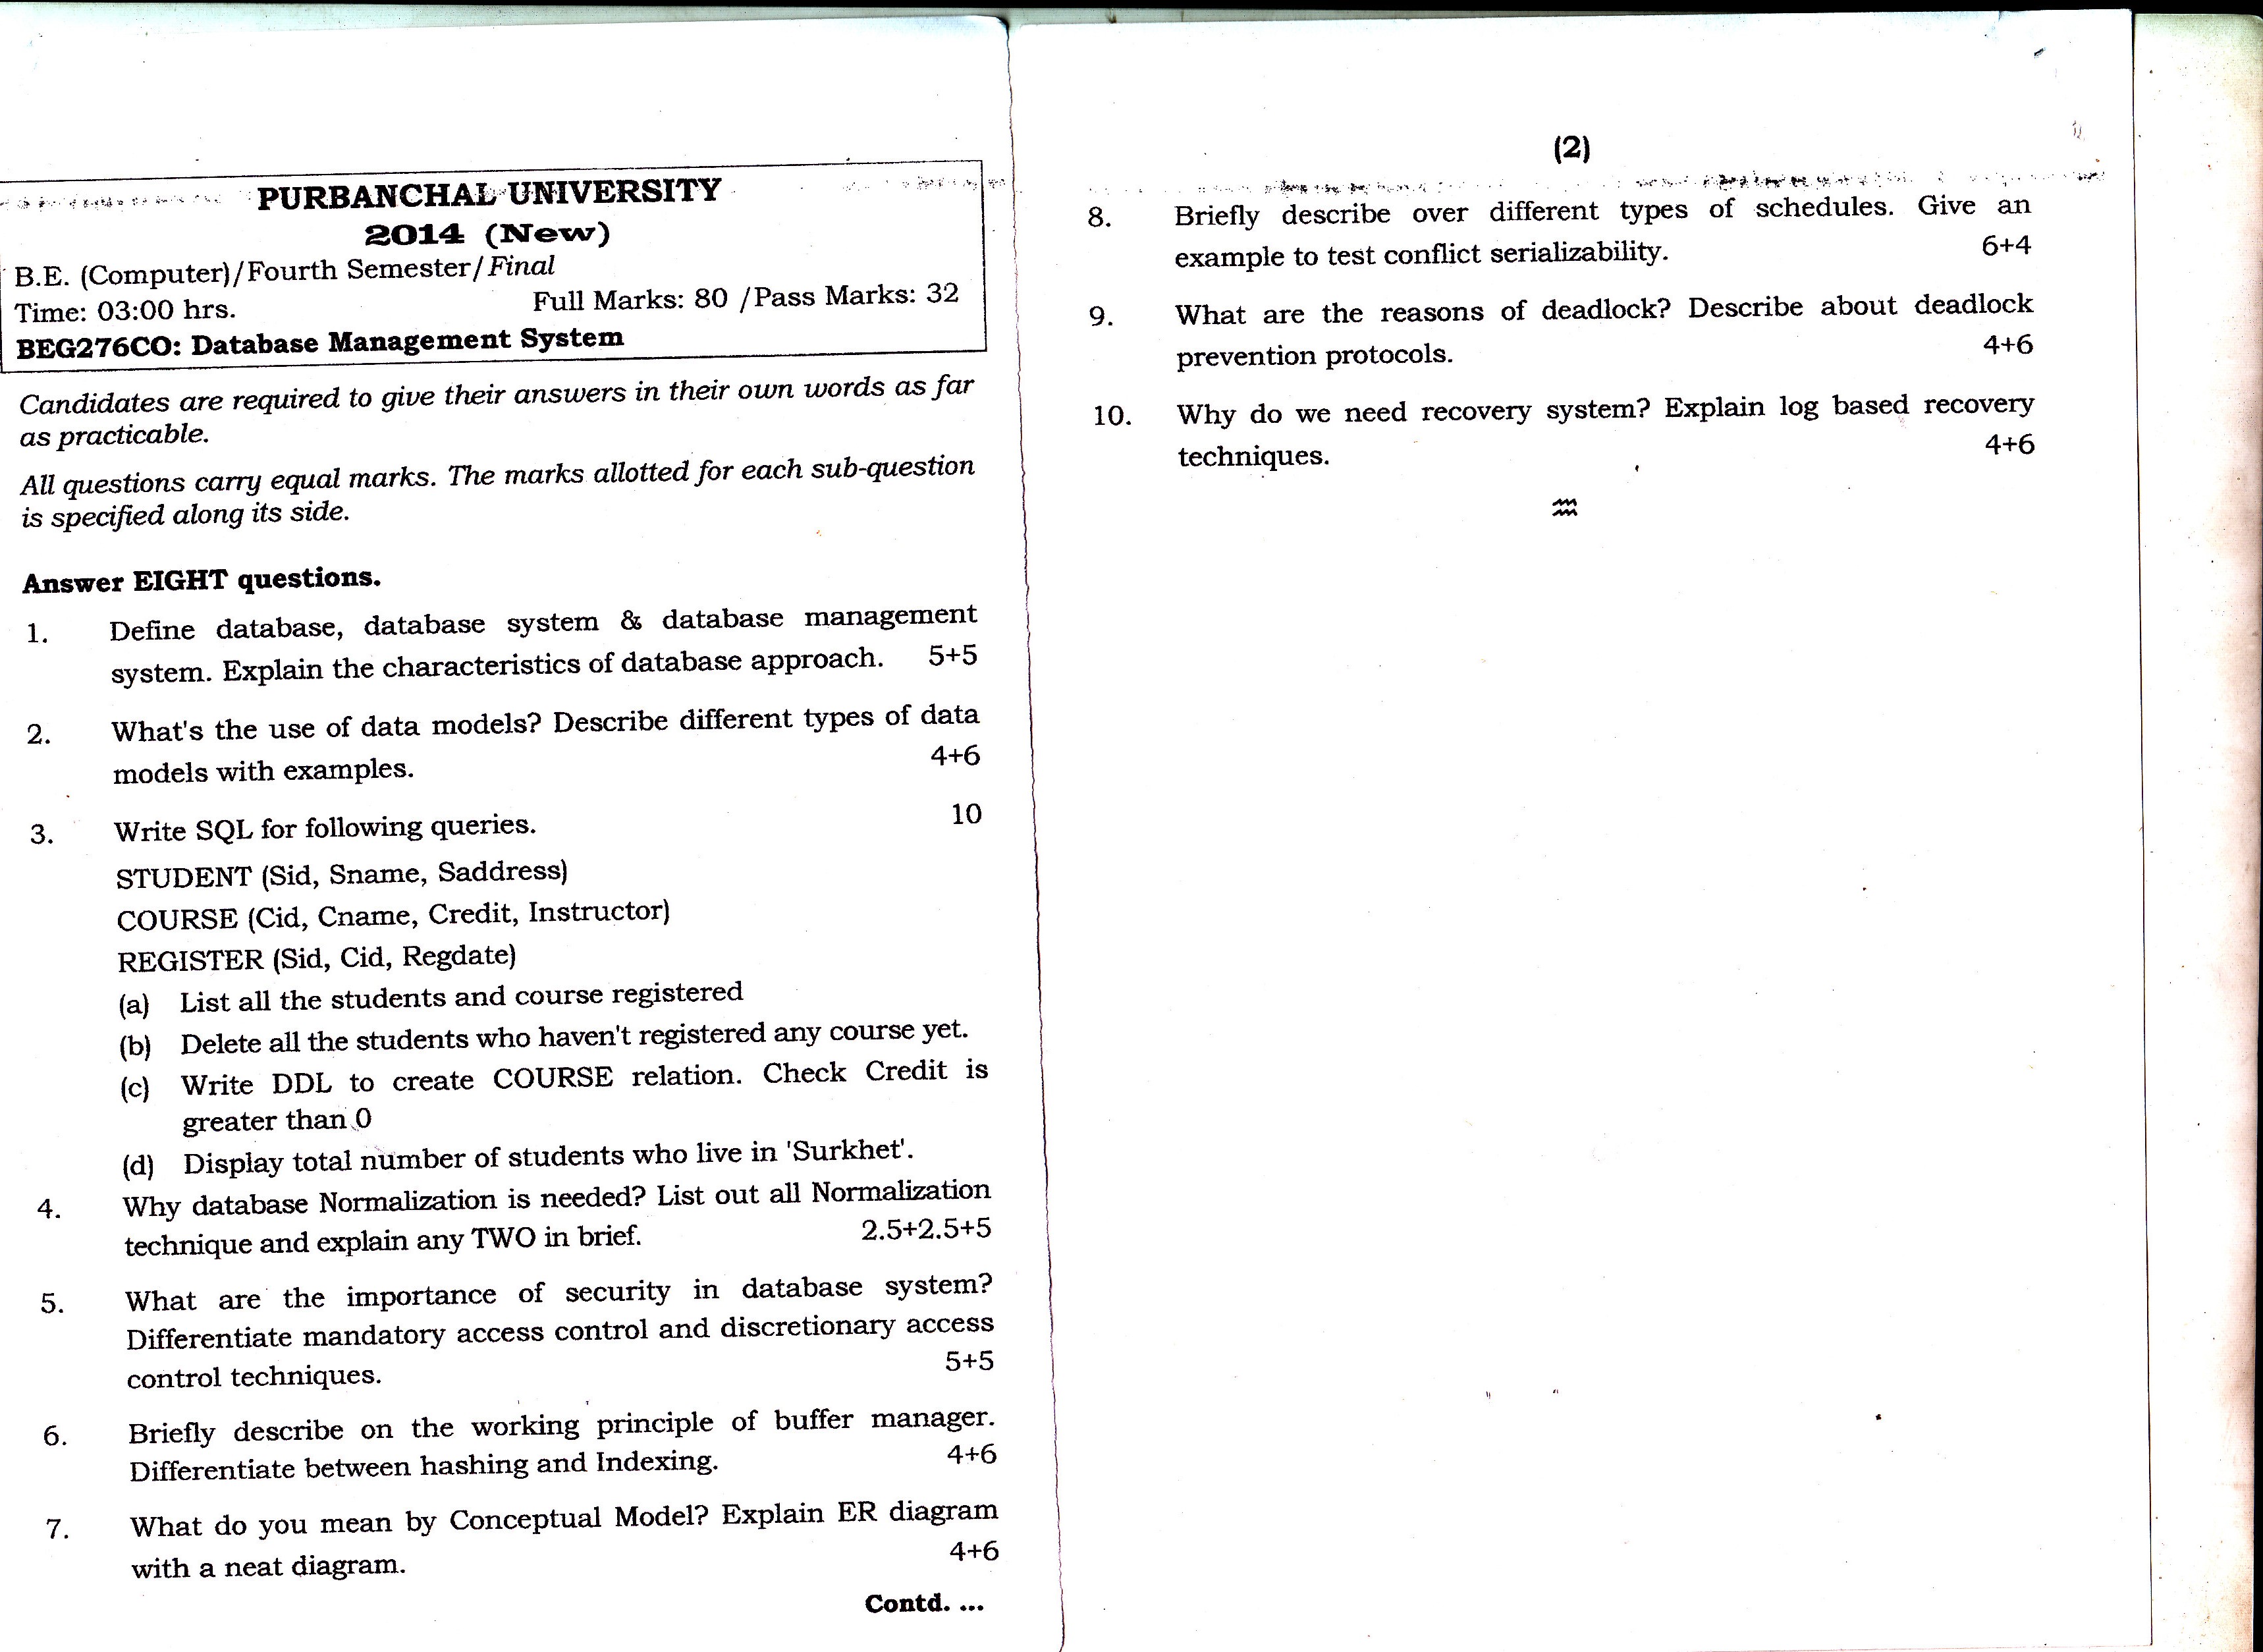 PURBANCHAL UNIVERSITY
2014 (New)
B.E. (Computer)/Fourth Semester/Final
Time: 03:00 hrs. Full Marks: 80 /Pass Marks: 32
BEG276CO: Database Management System
Candidates are required to give their answers in their own words as far
as practicable.
All questions carry equal marks. The marks allotted for each sub-question
is specified along its side.
Answer EIGHT questions.
1. Define database, database system & database management
system. Explain the characteristics of database approach. 5+5
2. What's the use of data models? Describe different types of data
models with examples. 4+6
3. Write SQL for following queries. 10
STUDENT (Sid, Sname, Saddress)
COURSE (Cid, Cname, Credit, Instructor)
REGISTER (Sid, Cid, Regdate)
(a) List all the students and course registered
(b) Delete all the students who haven't registered any course yet.
(c) Write DDL to create COURSE relation. Check Credit is
greater than 0
(d) Display total number of students who live in 'Surkhet'.
4. Why database Normalization is needed? List out all Normalization
technique and explain any TWO in brief. 2.5+2.5+5
5. What are the importance of security in database system?
Differentiate mandatory access control and discretionary access
control techniques. 5+5
6. Briefly describe on the working principle of buffer manager.
Differentiate between hashing and Indexing. 4+6
7. What do you mean by Conceptual Model? Explain ER diagram
with a neat diagram. 4+6
Contd. ...
(2)
8. Briefly describe over different types of schedules. Give an
example to test conflict serializability. 6+4
9. What are the reasons of deadlock? Describe about deadlock
prevention protocols. 4+6
10. Why do we need recovery system? Explain log based recovery
techniques. 4+6